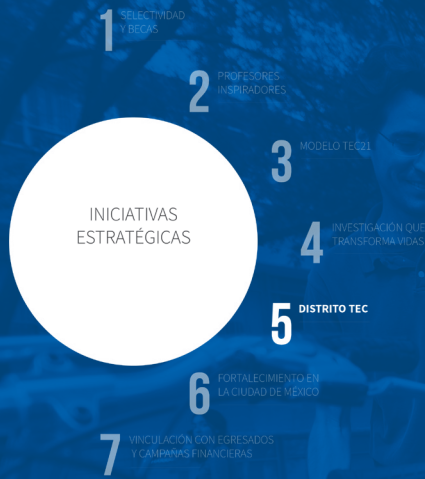 1 SELECTIVIDAD
Y BECAS
2 PROFESORES
INSPIRADORES
3 MODELO TEC21
INICIATIVAS
ESTRATÉGICAS
4 INVESTIGACIÓN QUE
TRANSFORMA VIDAS
5 DISTRITO TEC
6 FORTALECIMIENTO EN
LA CIUDAD DE MÉXICO
7 VINCULACIÓN CON EGRESADOS
Y CAMPAÑAS FINANCIERAS